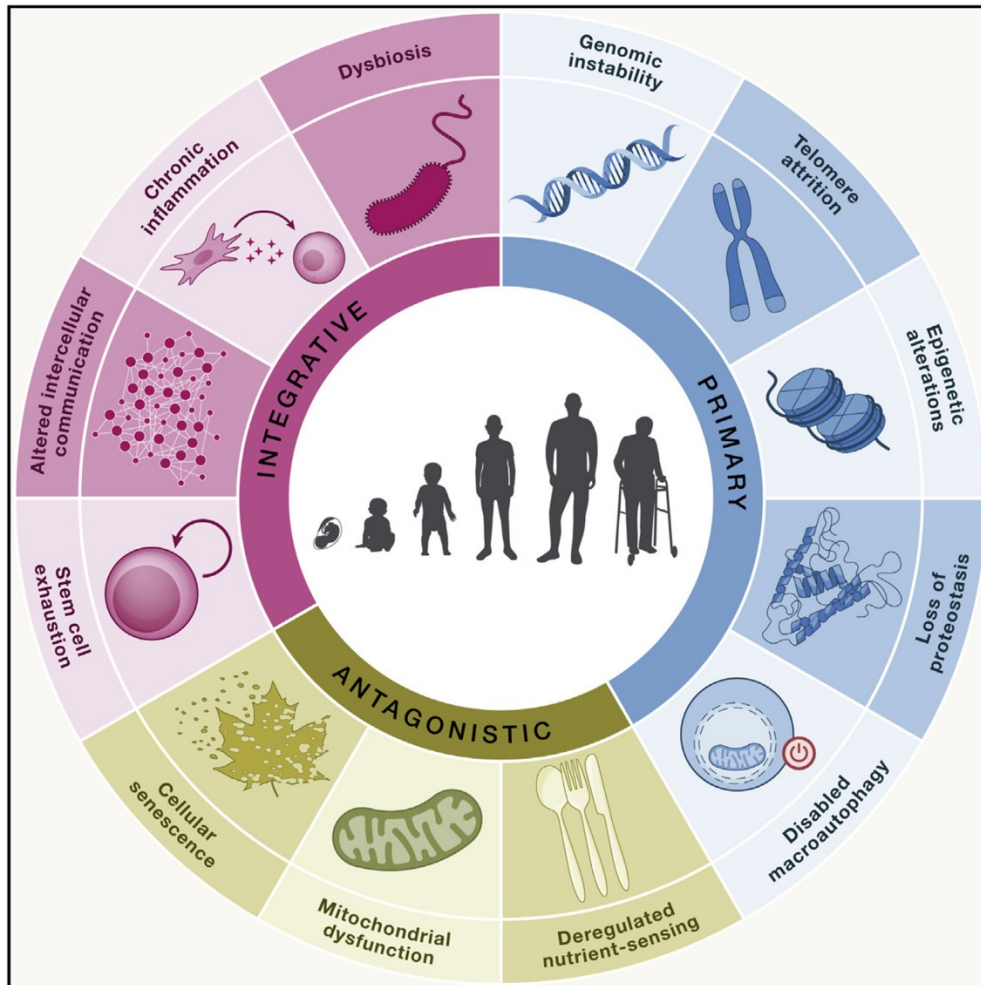 Dysbiosis
Genomic
instability
Telomere
attrition
Epigenetic
alterations
Loss of
proteostasis
Disabled
macroautophagy
Deregulated
nutrient-sensing
Mitochondrial
dysfunction
Cellular
senescence
Stem cell
exhaustion
Altered intercellular
communication
Chronic
inflammation
INTEGRATIVE
PRIMARY
ANTAGONISTIC